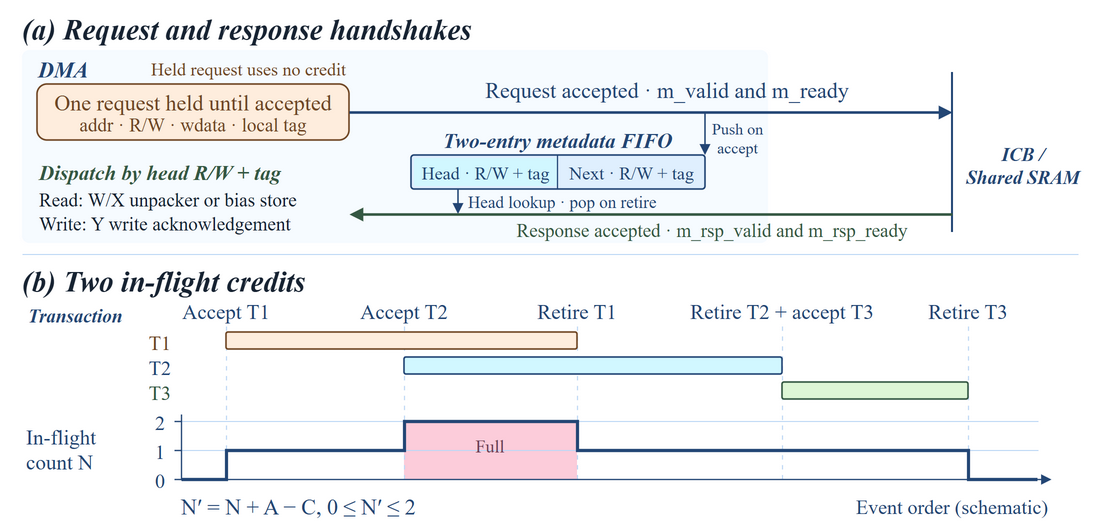 (a) Request and response handshakes
DMA
Held request uses no credit
One request held until accepted
addr · R/W · wdata · local tag
Request accepted · m_valid and m_ready
Push on
accept
Two-entry metadata FIFO
Head · R/W + tag
Next · R/W + tag
ICB /
Shared SRAM
Dispatch by head R/W + tag
Read: W/X unpacker or bias store
Write: Y write acknowledgement
Head lookup · pop on retire
Response accepted · m_rsp_valid and m_rsp_ready
(b) Two in-flight credits
Transaction
Accept T1
Accept T2
Retire T1
Retire T2 + accept T3
Retire T3
T1
T2
T3
In-flight
count N
2
1
0
Full
N′ = N + A − C, 0 ≤ N′ ≤ 2
Event order (schematic)